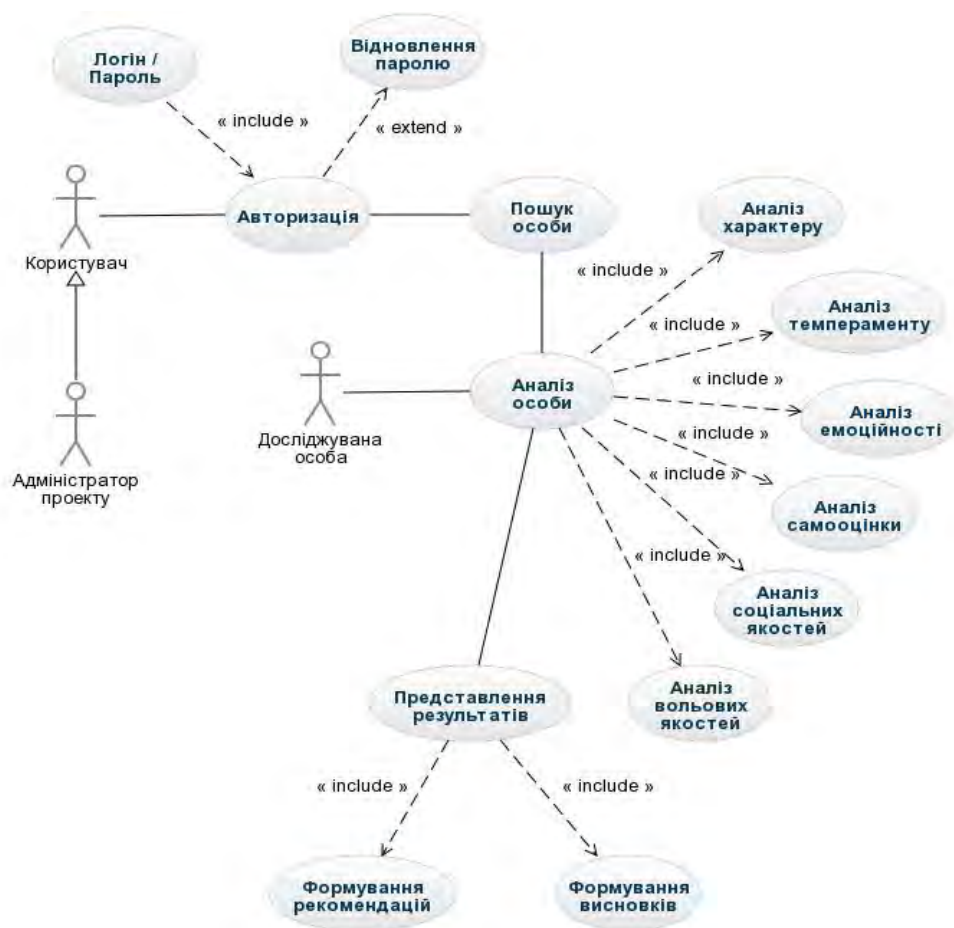 Логін /
Пароль
Відновлення
паролю
« include »
« extend »
Авторизація
Пошук
особи
Аналіз
характеру
Користувач
« include »
« include »
Аналіз
темпераменту
Аналіз
особи
« include »
Аналіз
емоційності
Досліджувана
особа
« include »
Адміністратор
проекту
« include »
Аналіз
самооцінки
« include »
Аналіз
соціальних
якостей
Представлення
результатів
Аналіз
вольових
якостей
« include »
« include »
Формування
рекомендацій
Формування
висновків